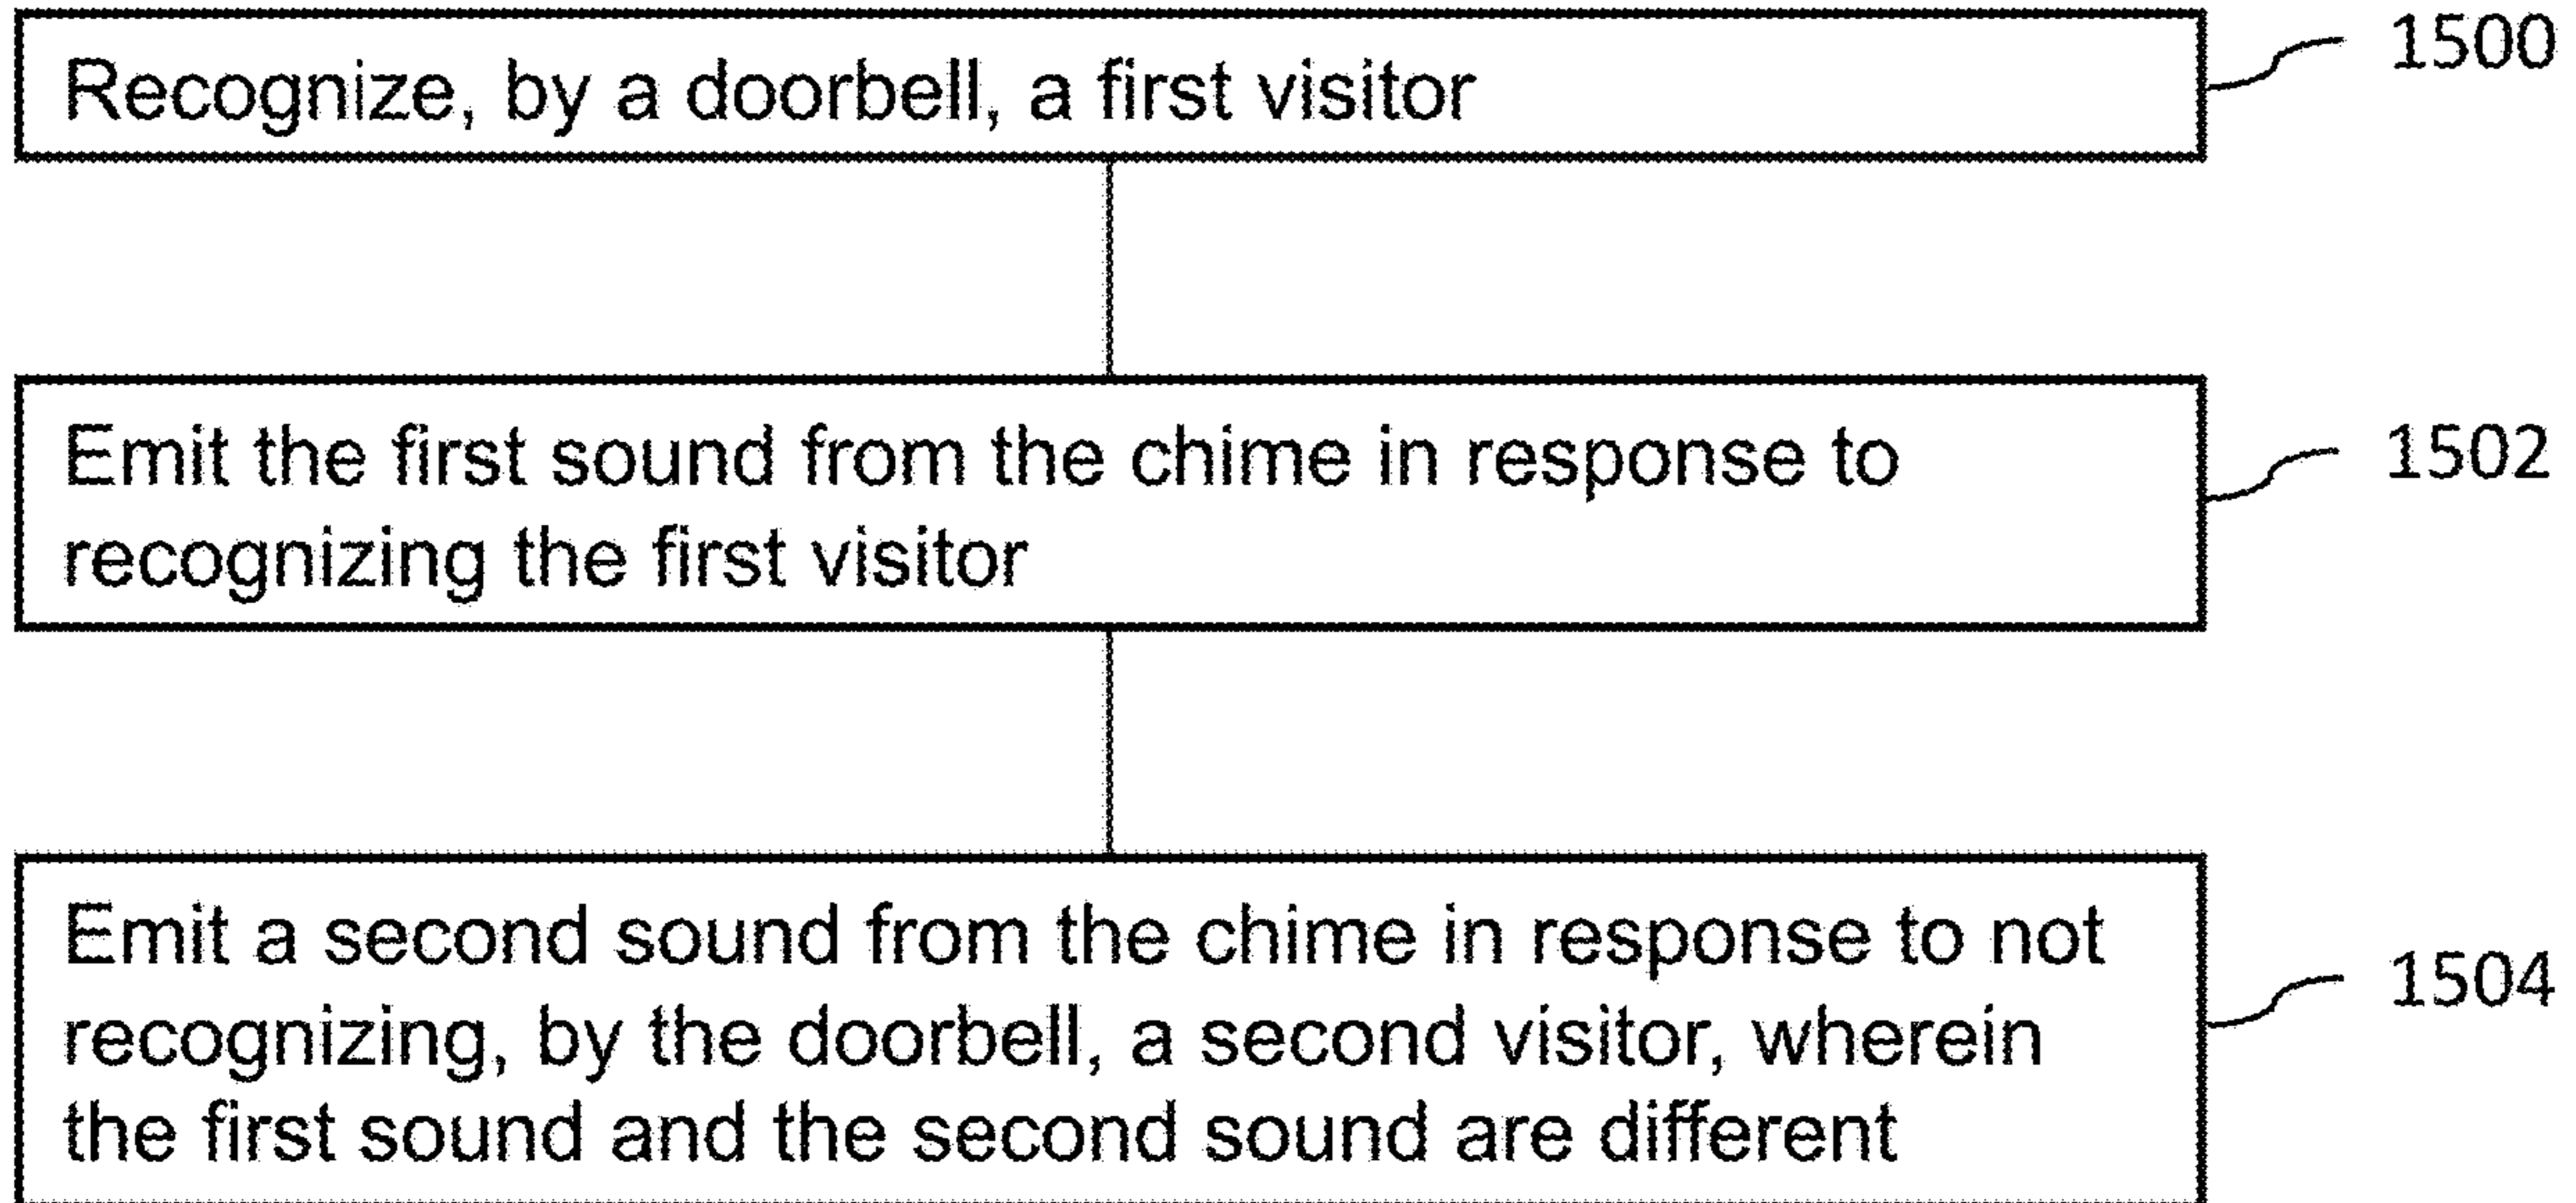 Recognize, by a doorbell, a first visitor
1500
Emit the first sound from the chime in response to
recognizing the first visitor
1502
Emit a second sound from the chime in response to not
recognizing, by the doorbell, a second visitor, wherein
the first sound and the second sound are different
1504